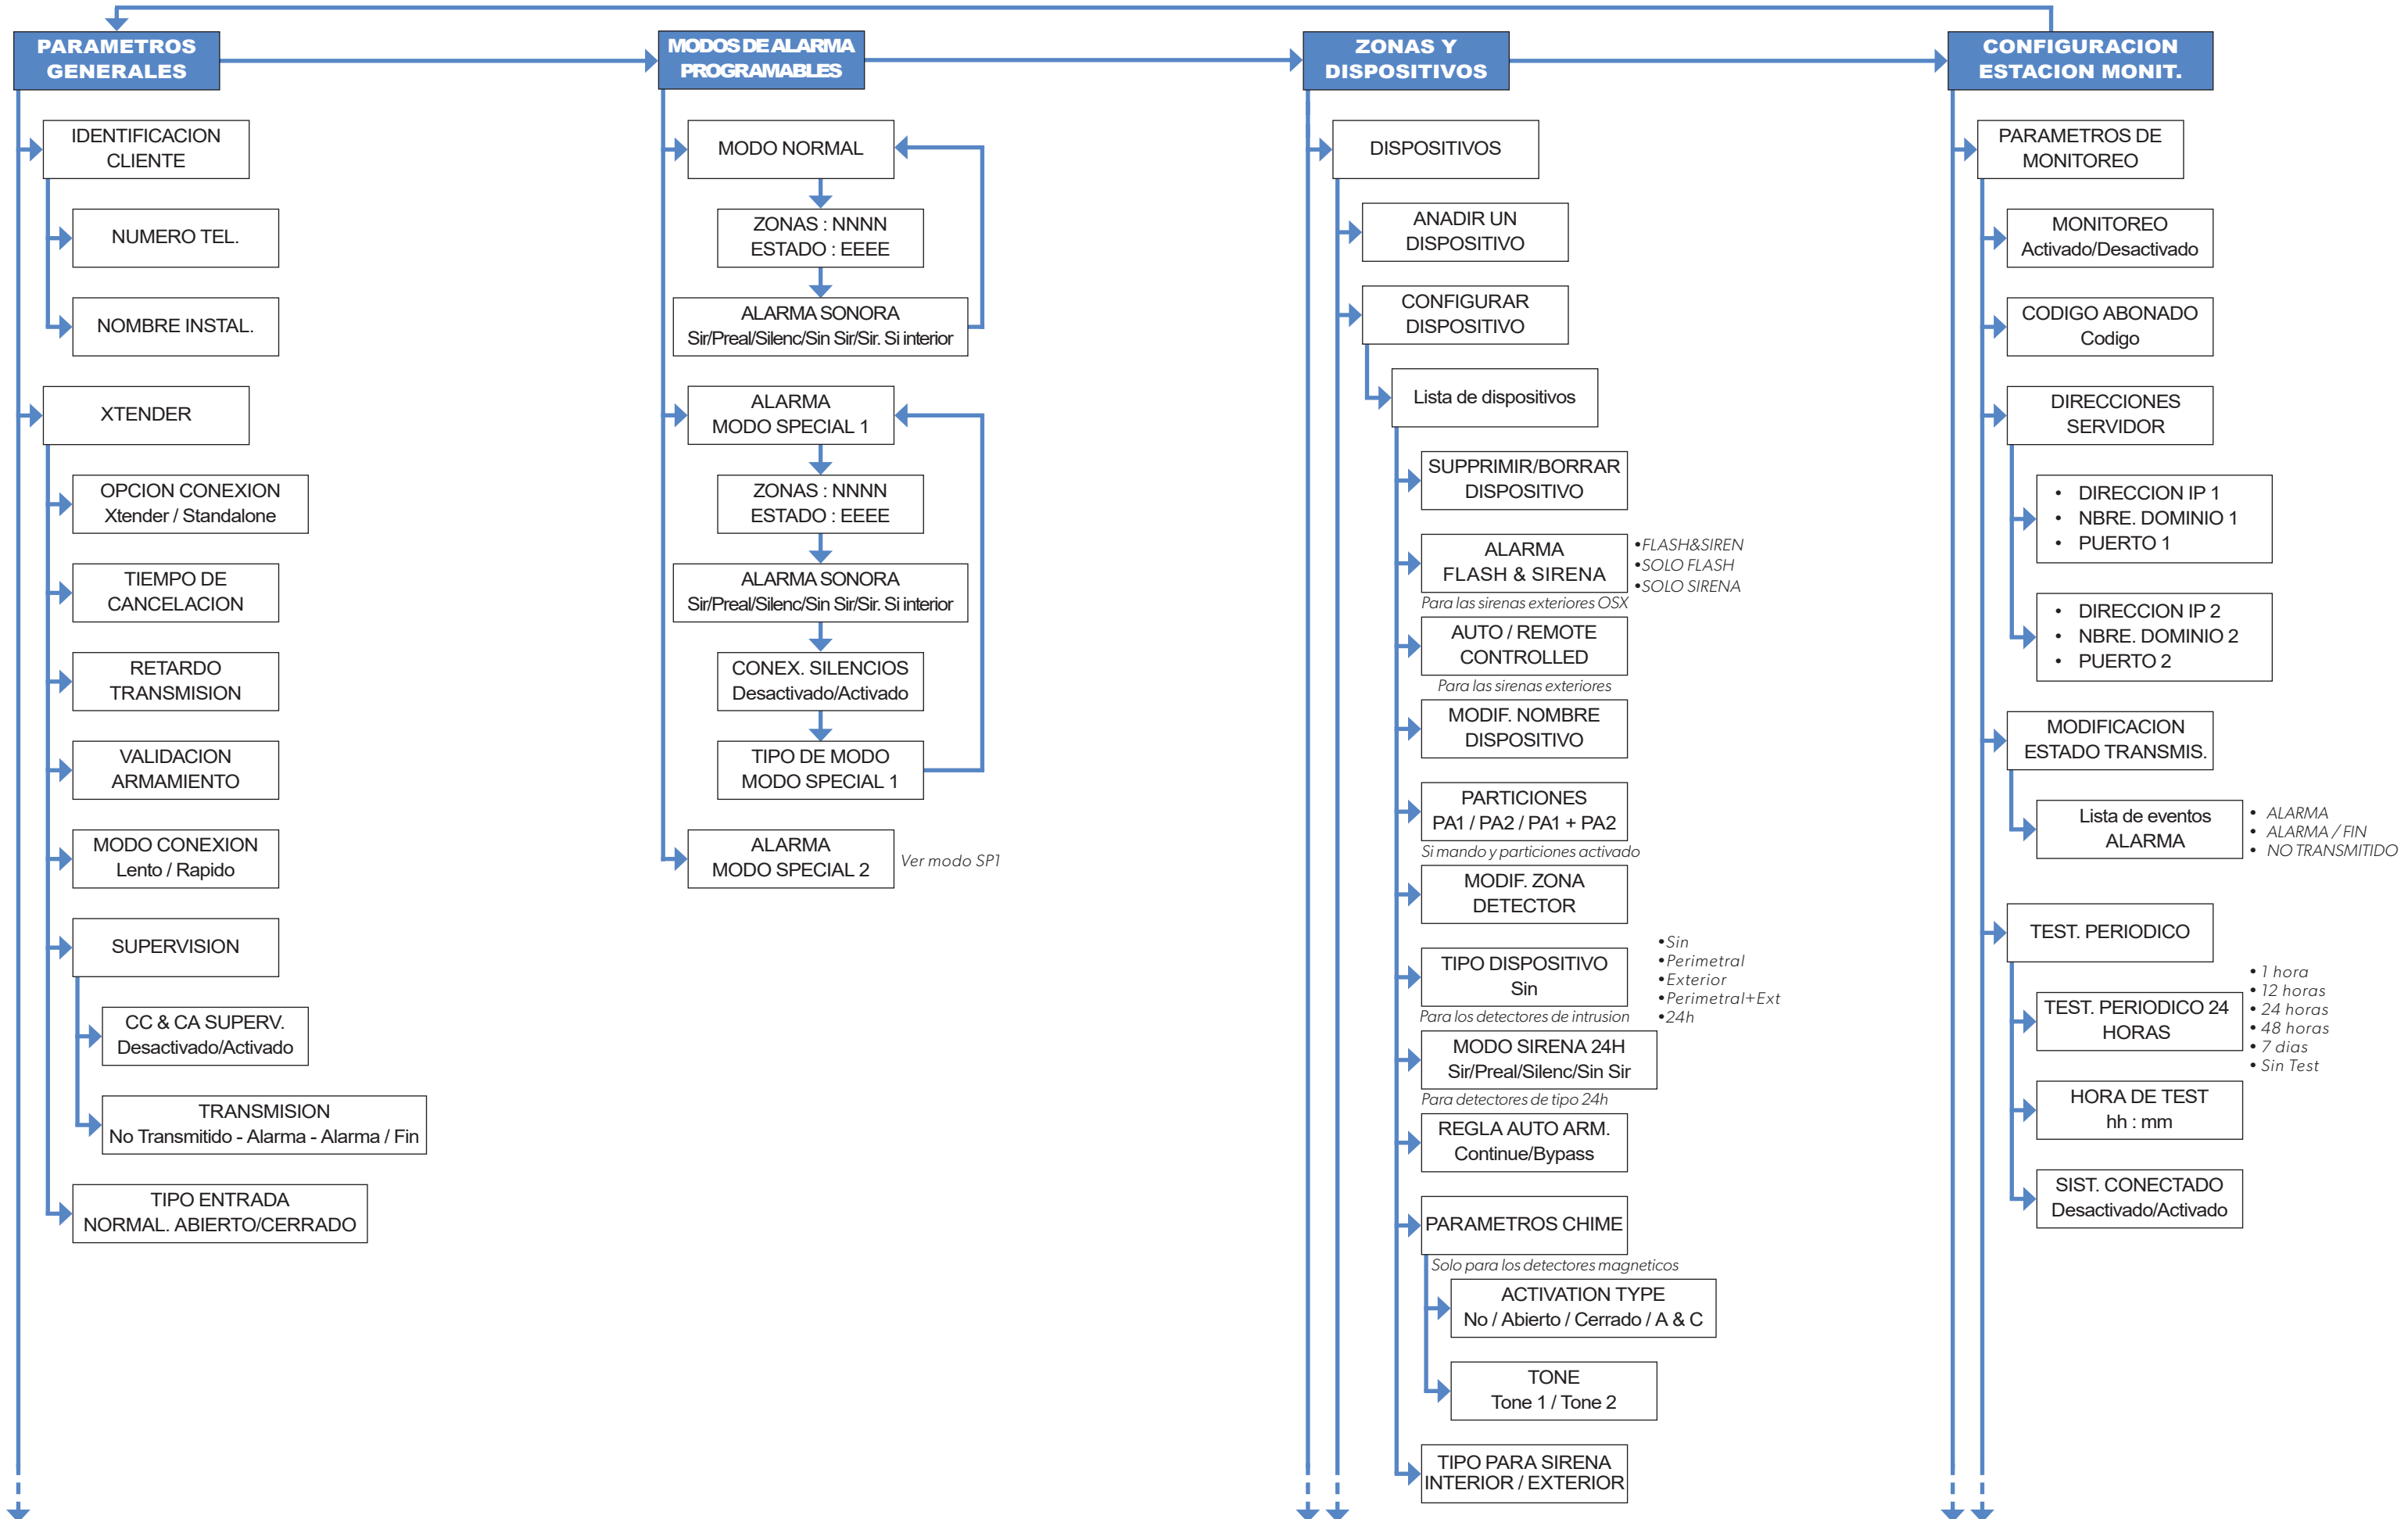 PARAMETROS
GENERALES
IDENTIFICACION
CLIENTE
NUMERO TEL.
NOMBRE INSTAL.
XTENDER
OPCION CONEXION
Xtender / Standalone
TIEMPO DE
CANCELACION
RETARDO
TRANSMISION
VALIDACION
ARMAMIENTO
MODO CONEXION
Lento / Rapido
SUPERVISION
CC & CA SUPERV.
Desactivado/Activado
TRANSMISION
No Transmitido - Alarma - Alarma / Fin
TIPO ENTRADA
NORMAL. ABIERTO/CERRADO
MODOS DE ALARMA
PROGRAMABLES
MODO NORMAL
ZONAS : NNNN
ESTADO : EEEE
ALARMA SONORA
Sir/Preal/Silenc/Sin Sir/Sir. Si interior
ALARMA
MODO SPECIAL 1
ZONAS : NNNN
ESTADO : EEEE
ALARMA SONORA
Sir/Preal/Silenc/Sin Sir/Sir. Si interior
CONEX. SILENCIOS
Desactivado/Activado
TIPO DE MODO
MODO SPECIAL 1
ALARMA
MODO SPECIAL 2
Ver modo SP1
ZONAS Y
DISPOSITIVOS
DISPOSITIVOS
ANADIR UN
DISPOSITIVO
CONFIGURAR
DISPOSITIVO
Lista de dispositivos
SUPPRIMIR/BORRAR
DISPOSITIVO
ALARMA
FLASH & SIRENA
•FLASH&SIREN
•SOLO FLASH
•SOLO SIRENA
Para las sirenas exteriores OSX
AUTO / REMOTE
CONTROLLED
Para las sirenas exteriores
MODIF. NOMBRE
DISPOSITIVO
PARTICIONES
PA1 / PA2 / PA1 + PA2
Si mando y particiones activado
MODIF. ZONA
DETECTOR
TIPO DISPOSITIVO
Sin
•Sin
•Perimetral
•Exterior
•Perimetral+Ext
•24h
Para los detectores de intrusion
MODO SIRENA 24H
Sir/Preal/Silenc/Sin Sir
Para detectores de tipo 24h
REGLA AUTO ARM.
Continue/Bypass
PARAMETROS CHIME
Solo para los detectores magneticos
ACTIVATION TYPE
No / Abierto / Cerrado / A & C
TONE
Tone 1 / Tone 2
TIPO PARA SIRENA
INTERIOR / EXTERIOR
CONFIGURACION
ESTACION MONIT.
PARAMETROS DE
MONITOREO
MONITOREO
Activado/Desactivado
CODIGO ABONADO
Codigo
DIRECCIONES
SERVIDOR
• DIRECCION IP 1
• NBRE. DOMINIO 1
• PUERTO 1
• DIRECCION IP 2
• NBRE. DOMINIO 2
• PUERTO 2
MODIFICACION
ESTADO TRANSMIS.
Lista de eventos
ALARMA
• ALARMA
• ALARMA / FIN
• NO TRANSMITIDO
TEST. PERIODICO
TEST. PERIODICO 24
HORAS
• 1 hora
• 12 horas
• 24 horas
• 48 horas
• 7 dias
• Sin Test
HORA DE TEST
hh : mm
SIST. CONECTADO
Desactivado/Activado